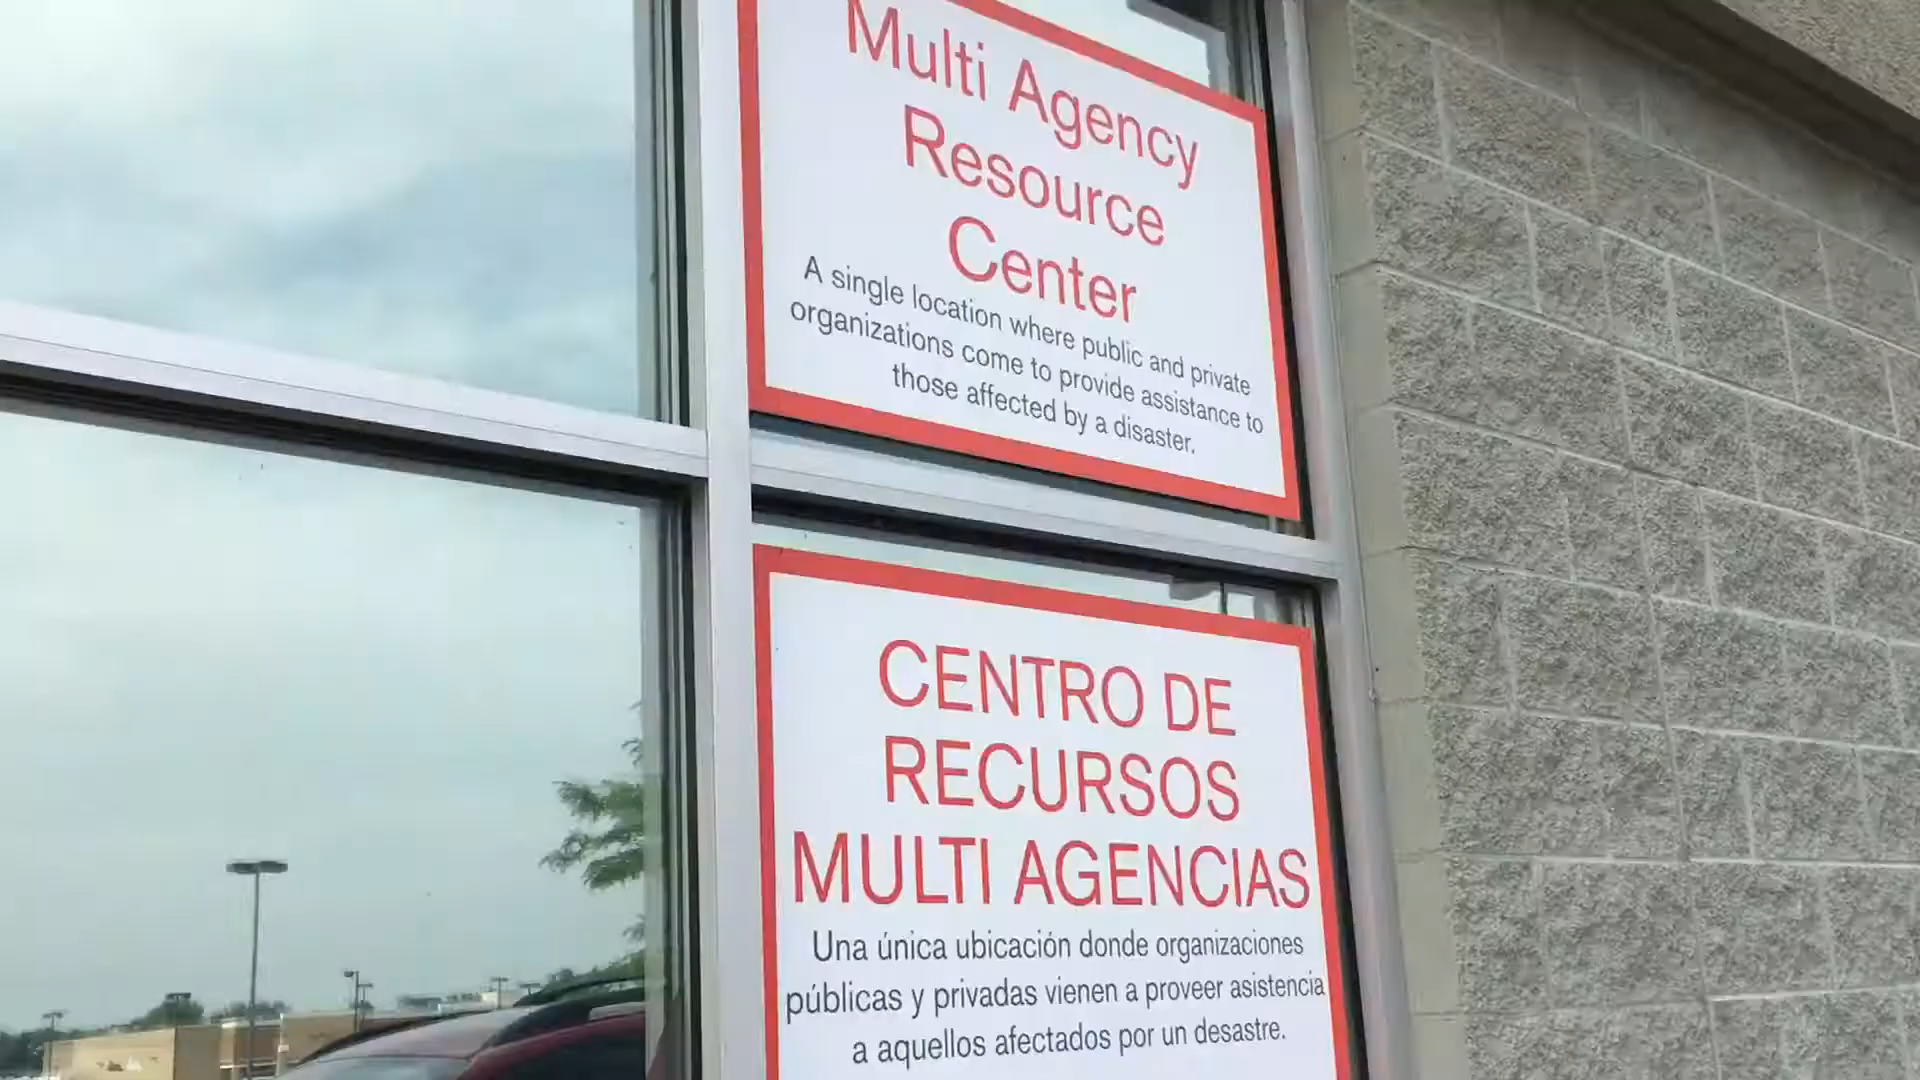 Multi Agency
Resource
Center
A single location where public and private
organizations come to provide assistance to
those affected by a disaster.
CENTRO DE
RECURSOS
MULTI AGENCIAS
Una única ubicación donde organizaciones
públicas y privadas vienen a proveer asistencia
a aquellos afectados por un desastre.